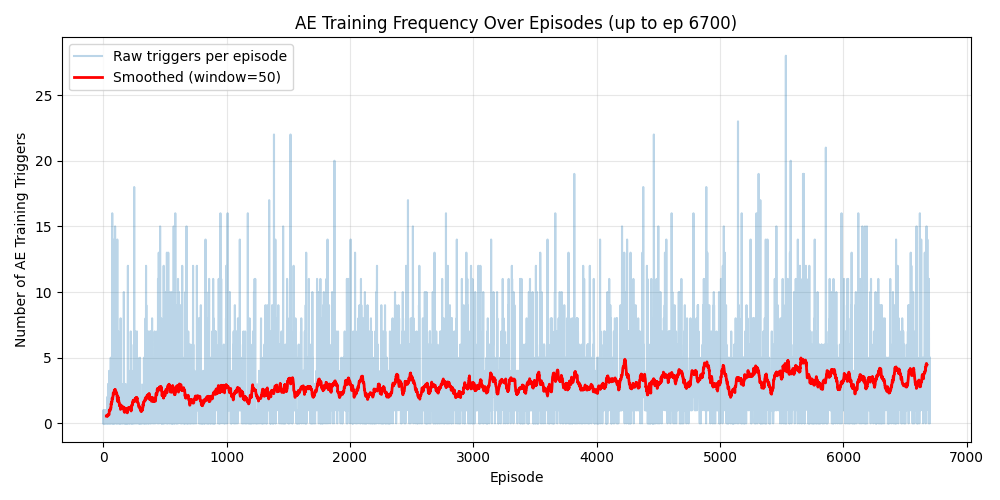 AE Training Frequency Over Episodes (up to ep 6700)
Raw triggers per episode
Smoothed (window=50)
Number of AE Training Triggers
25
20
15
10
5
0
0 1000 2000 3000 4000 5000 6000 7000
Episode